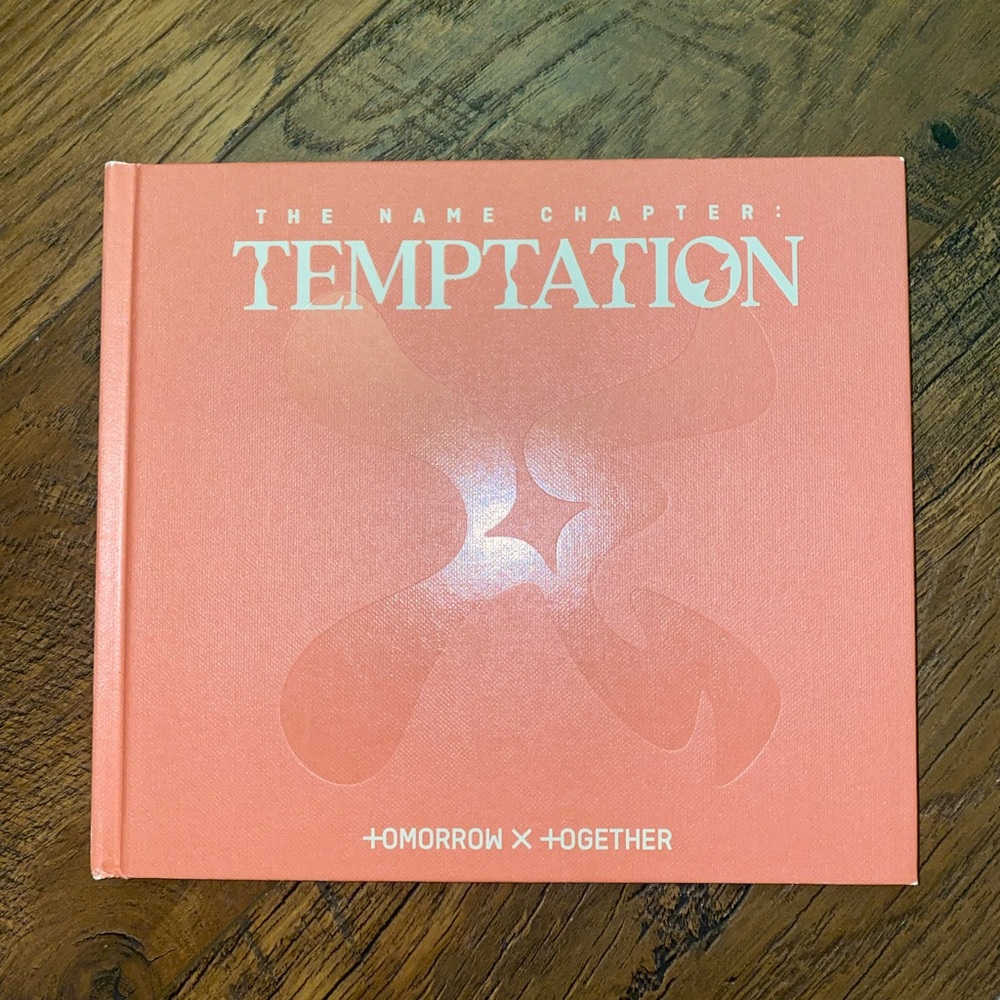 THE NAME CHAPTER:
TEMPTATION
TOMORROW X TOGETHER